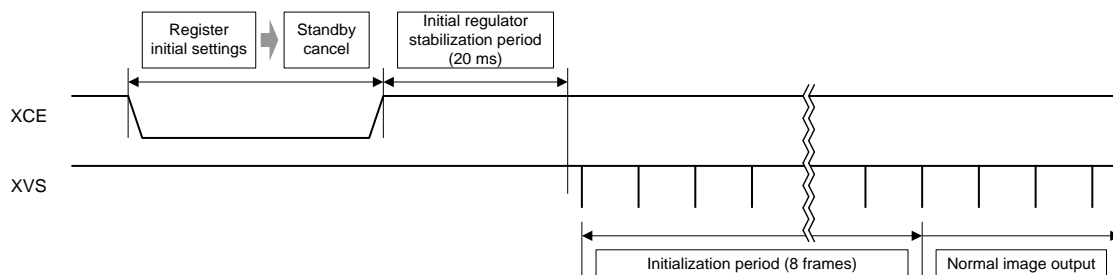 Register
initial settings
Standby
cancel
Initial regulator
stabilization period
(20 ms)
XCE
XVS
Initialization period (8 frames)
Normal image output